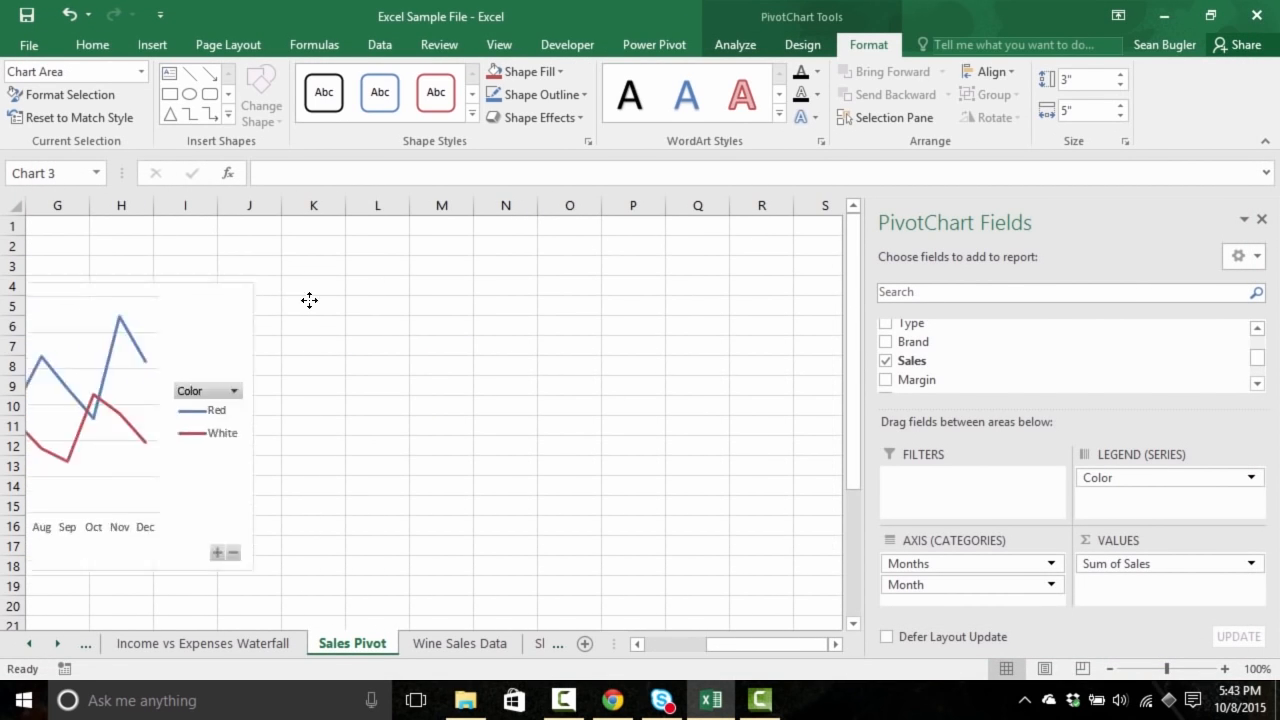 Excel Sample File - Excel
PivotChart Tools
File Home Insert Page Layout Formulas Data Review View Developer Power Pivot Analyze Design Format Tell me what you want to do... Sean Bugler Share
Chart Area
Format Selection
Reset to Match Style
Current Selection
Change
Shape
Insert Shapes
Abc Abc Abc
Shape Fill
Shape Outline
Shape Effects
Shape Styles
A A A
A
A
A
WordArt Styles
Bring Forward
Send Backward
Selection Pane
Align
Group
Rotate
Arrange
3"
5"
Size
Chart 3
fx
G H I J K L M N O P Q R S
1
2
3
4
5
6
7
8
9
10
11
12
13
14
15
16
17
18
19
20
21
Color
Red
White
Aug Sep Oct Nov Dec
PivotChart Fields
Choose fields to add to report:
Search
Type
Brand
Sales
Margin
Drag fields between areas below:
FILTERS
LEGEND (SERIES)
Color
AXIS (CATEGORIES)
Months
Month
Σ VALUES
Sum of Sales
Defer Layout Update
UPDATE
... Income vs Expenses Waterfall Sales Pivot Wine Sales Data Sl ...
Ready
100%
Ask me anything
5:43 PM
10/8/2015